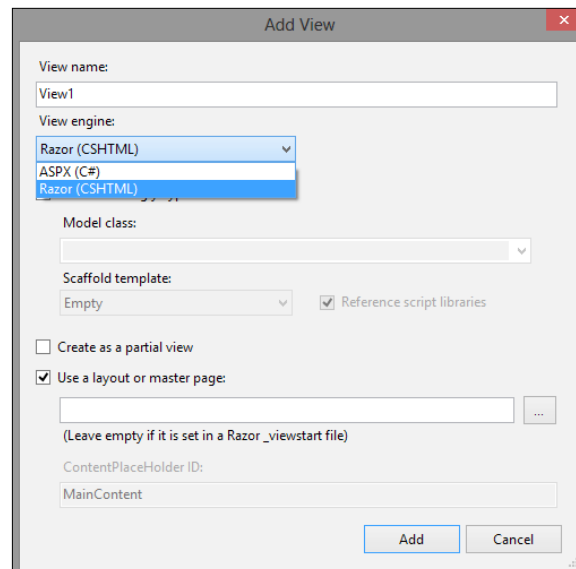 Add View
View name:
View1
View engine:
Razor (CSHTML)
ASPX (C#)
Razor (CSHTML)
Model class:
Scaffold template:
Empty
Reference script libraries
Create as a partial view
Use a layout or master page:
...
(Leave empty if it is set in a Razor _viewstart file)
ContentPlaceHolder ID:
MainContent
Add Cancel